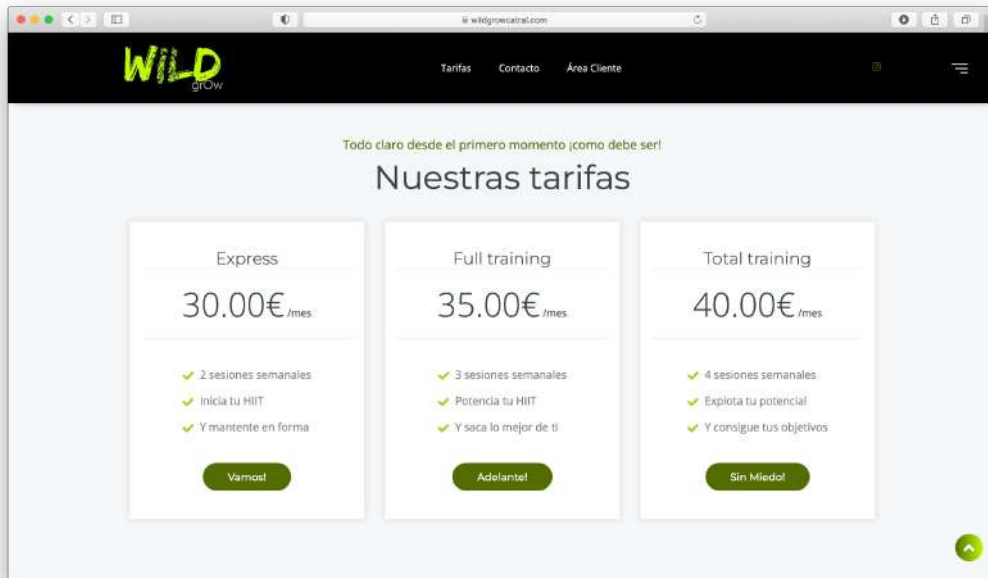 wildgrowcatral.com
WiLD
grOw
Tarifas Contacto Área Cliente
Todo claro desde el primero momento ¡como debe ser!
Nuestras tarifas
Express
30.00€ /mes
2 sesiones semanales
Inicia tu HIIT
Y mantente en forma
Vamos!
Full training
35.00€ /mes
3 sesiones semanales
Potencia tu HIIT
Y saca lo mejor de ti
Adelante!
Total training
40.00€ /mes
4 sesiones semanales
Explota tu potencial
Y consigue tus objetivos
Sin Miedo!